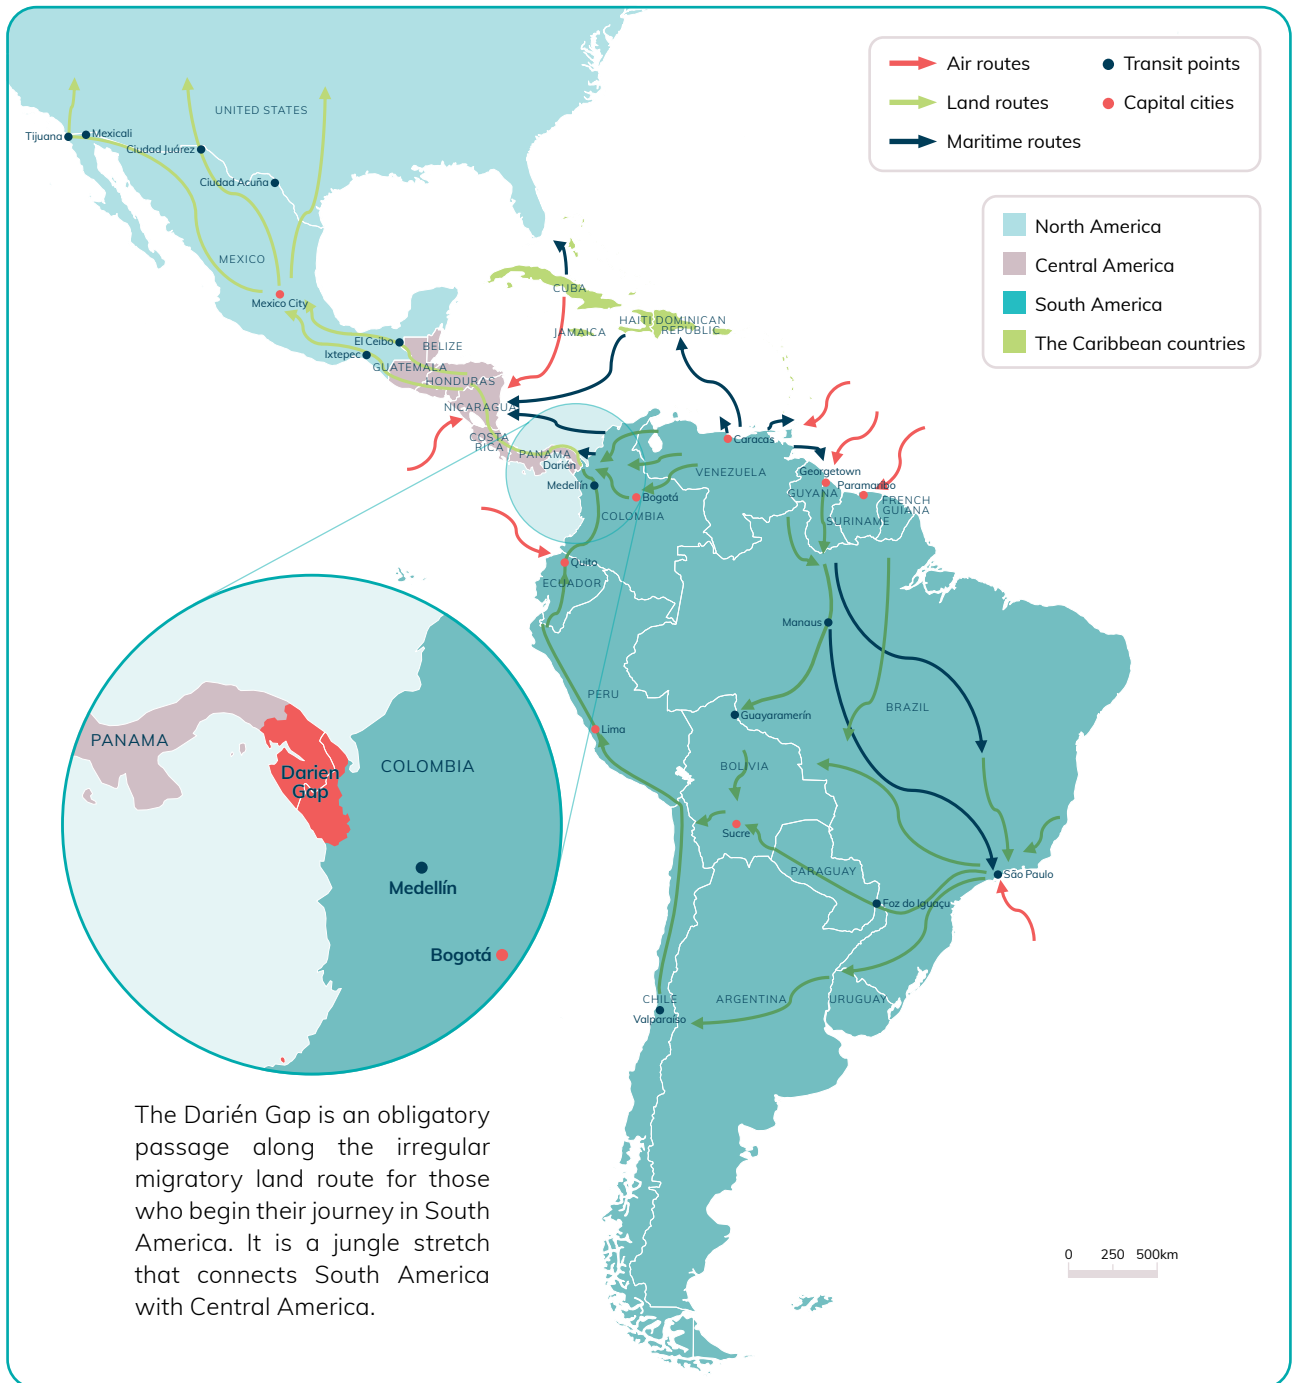 Air routes
Transit points
Land routes
Capital cities
Maritime routes
North America
Central America
South America
The Caribbean countries
UNITED STATES
Tijuana
Mexicali
Ciudad Juárez
Ciudad Acuña
MEXICO
Mexico City
CUBA
HAITI
DOMINICAN
REPUBLIC
JAMAICA
El Ceibo
BELIZE
Ixtepec
GUATEMALA
HONDURAS
NICARAGUA
COSTA
RICA
PANAMA
Darién
Caracas
VENEZUELA
Georgetown
Medellín
Paramaribo
GUYANA
Bogotá
FRENCH
GUIANA
COLOMBIA
SURINAME
Quito
ECUADOR
Manaus
PERU
BRAZIL
Guayaramerín
Lima
BOLIVIA
Sucre
PARAGUAY
São Paulo
Foz do Iguaçu
CHILE
ARGENTINA
URUGUAY
Valparaíso
PANAMA
COLOMBIA
Darien
Gap
Medellín
Bogotá
The Darién Gap is an obligatory
passage along the irregular
migratory land route for those
who begin their journey in South
America. It is a jungle stretch
that connects South America
with Central America.
0 250 500km